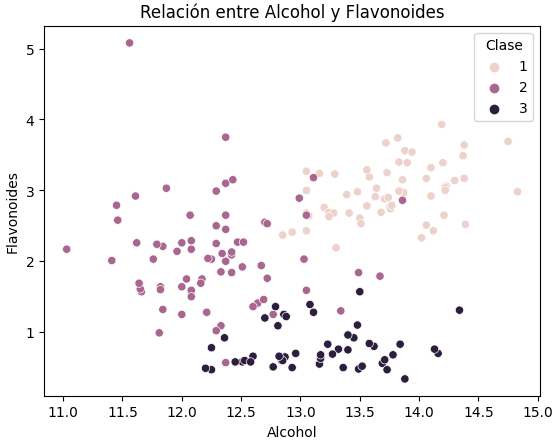 Relación entre Alcohol y Flavonoides
Clase
1
2
3
5
4
3
2
1
Flavonoides
11.0 11.5 12.0 12.5 13.0 13.5 14.0 14.5 15.0
Alcohol